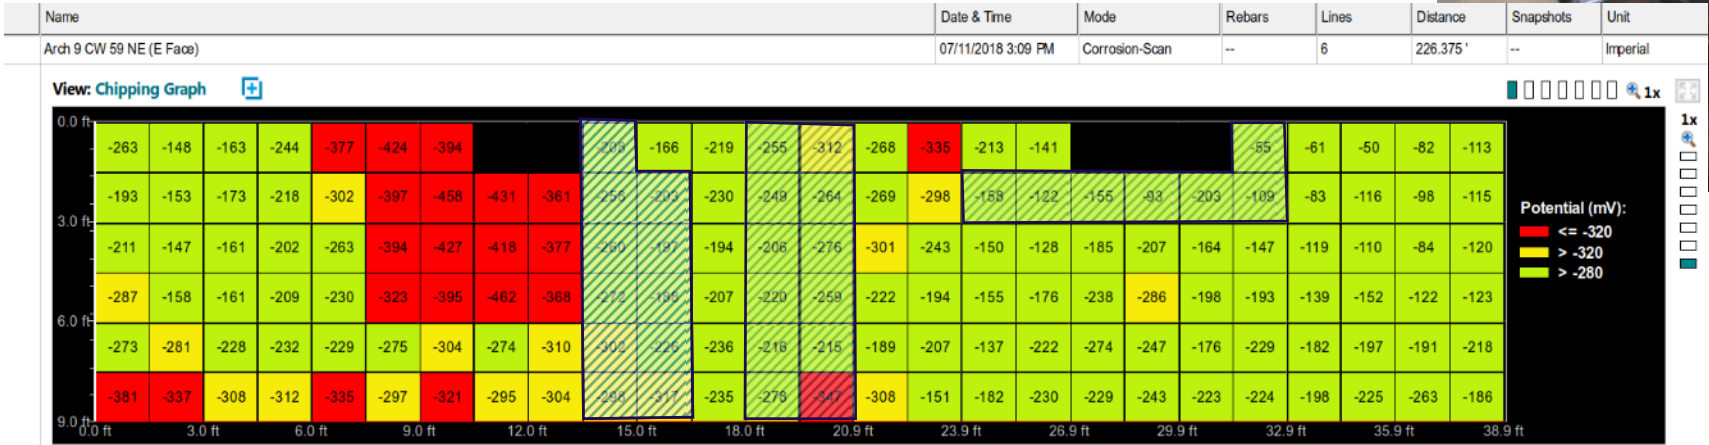 Name Date & Time Mode Rebars Lines Distance Snapshots Unit
Arch 9 CW 59 NE (E Face) 07/11/2018 3:09 PM Corrosion-Scan -- 6 226.375 ' -- Imperial
View: Chipping Graph 1x
1x
0.0 ft
-263 -148 -163 -244 -377 -424 -394 -166 -219 -255 -312 -268 -335 -213 -141 -55 -61 -50 -82 -113
-193 -153 -173 -218 -302 -397 -458 -431 -361 -256 -203 -230 -249 -264 -269 -298 -158 -122 -155 -93 -203 -109 -83 -116 -98 -115
3.0 ft
-211 -147 -161 -202 -263 -394 -427 -418 -377 -260 -197 -194 -206 -276 -301 -243 -150 -128 -185 -207 -164 -147 -119 -110 -84 -120
-287 -158 -161 -209 -230 -323 -395 -462 -368 -272 -207 -220 -259 -222 -194 -155 -176 -238 -286 -198 -193 -139 -152 -122 -123
6.0 ft
-273 -281 -228 -232 -229 -275 -304 -274 -310 -302 -236 -216 -215 -189 -207 -137 -222 -274 -247 -176 -229 -182 -197 -191 -218
-381 -337 -308 -312 -335 -297 -321 -295 -304 -317 -235 -278 -347 -308 -151 -182 -230 -229 -243 -223 -224 -198 -225 -263 -186
9.0 ft
0.0 ft 3.0 ft 6.0 ft 9.0 ft 12.0 ft 15.0 ft 18.0 ft 20.9 ft 23.9 ft 26.9 ft 29.9 ft 32.9 ft 35.9 ft 38.9 ft
Potential (mV):
<= -320
> -320
> -280